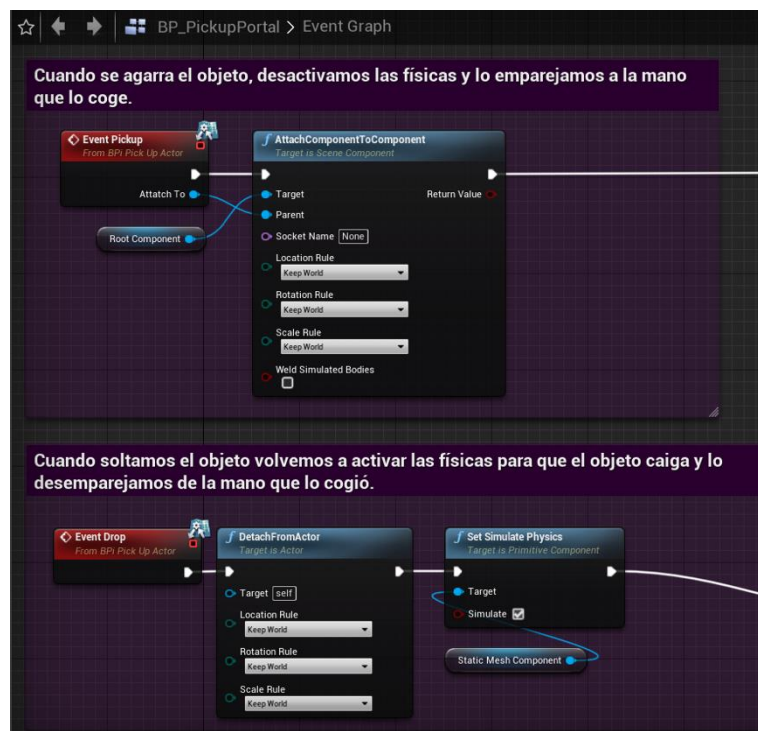 BP_PickupPortal > Event Graph
Cuando se agarra el objeto, desactivamos las físicas y lo emparejamos a la mano
que lo coge.
Event Pickup
From BPi Pick Up Actor
Attatch To
Root Component
AttachComponentToComponent
Target is Scene Component
Target
Return Value
Parent
Socket Name None
Location Rule
Keep World
Rotation Rule
Keep World
Scale Rule
Keep World
Weld Simulated Bodies
Cuando soltamos el objeto volvemos a activar las físicas para que el objeto caiga y lo
desemparejamos de la mano que lo cogió.
Event Drop
From BPi Pick Up Actor
DetachFromActor
Target is Actor
Target self
Location Rule
Keep World
Rotation Rule
Keep World
Scale Rule
Keep World
Set Simulate Physics
Target is Primitive Component
Target
Simulate
Static Mesh Component